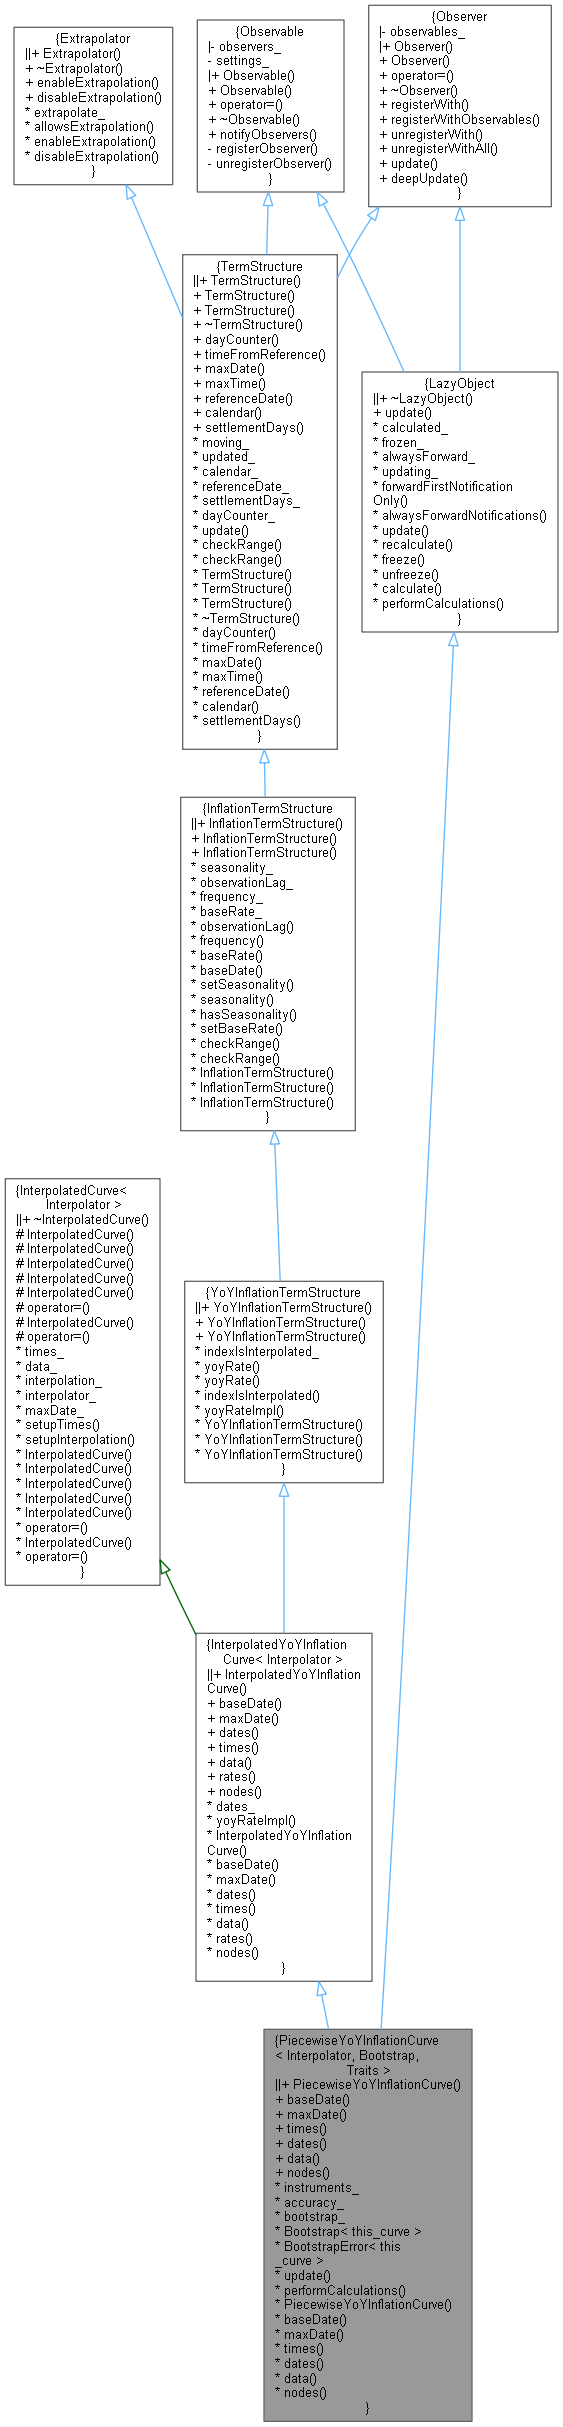 {Extrapolator
||+ Extrapolator()
+ ~Extrapolator()
+ enableExtrapolation()
+ disableExtrapolation()
* extrapolate_
* allowsExtrapolation()
* enableExtrapolation()
* disableExtrapolation()
}
{Observable
|- observers_
- settings_
|+ Observable()
+ Observable()
+ operator=()
+ ~Observable()
+ notifyObservers()
- registerObserver()
- unregisterObserver()
}
{Observer
|- observables_
|+ Observer()
+ Observer()
+ operator=()
+ ~Observer()
+ registerWith()
+ registerWithObservables()
+ unregisterWith()
+ unregisterWithAll()
+ update()
+ deepUpdate()
}
{TermStructure
||+ TermStructure()
+ TermStructure()
+ TermStructure()
+ ~TermStructure()
+ dayCounter()
+ timeFromReference()
+ maxDate()
+ maxTime()
+ referenceDate()
+ calendar()
+ settlementDays()
* moving_
* updated_
* calendar_
* referenceDate_
* settlementDays_
* dayCounter_
* update()
* checkRange()
* checkRange()
* TermStructure()
* TermStructure()
* TermStructure()
* ~TermStructure()
* dayCounter()
* timeFromReference()
* maxDate()
* maxTime()
* referenceDate()
* calendar()
* settlementDays()
}
{LazyObject
||+ ~LazyObject()
+ update()
* calculated_
* frozen_
* alwaysForward_
* updating_
* forwardFirstNotification
Only()
* alwaysForwardNotifications()
* update()
* recalculate()
* freeze()
* unfreeze()
* calculate()
* performCalculations()
}
{InflationTermStructure
||+ InflationTermStructure()
+ InflationTermStructure()
+ InflationTermStructure()
* seasonality_
* observationLag_
* frequency_
* baseRate_
* observationLag()
* frequency()
* baseRate()
* baseDate()
* setSeasonality()
* seasonality()
* hasSeasonality()
* setBaseRate()
* checkRange()
* checkRange()
* InflationTermStructure()
* InflationTermStructure()
* InflationTermStructure()
}
{InterpolatedCurve<
Interpolator >
||+ ~InterpolatedCurve()
# InterpolatedCurve()
# InterpolatedCurve()
# InterpolatedCurve()
# InterpolatedCurve()
# InterpolatedCurve()
# operator=()
# InterpolatedCurve()
# operator=()
* times_
* data_
* interpolation_
* interpolator_
* maxDate_
* setupTimes()
* setupInterpolation()
* InterpolatedCurve()
* InterpolatedCurve()
* InterpolatedCurve()
* InterpolatedCurve()
* InterpolatedCurve()
* operator=()
* InterpolatedCurve()
* operator=()
}
{YoYInflationTermStructure
||+ YoYInflationTermStructure()
+ YoYInflationTermStructure()
+ YoYInflationTermStructure()
* indexIsInterpolated_
* yoyRate()
* yoyRate()
* indexIsInterpolated()
* yoyRateImpl()
* YoYInflationTermStructure()
* YoYInflationTermStructure()
* YoYInflationTermStructure()
}
{InterpolatedYoYInflation
Curve< Interpolator >
||+ InterpolatedYoYInflation
Curve()
+ baseDate()
+ maxDate()
+ dates()
+ times()
+ data()
+ rates()
+ nodes()
* dates_
* yoyRateImpl()
* InterpolatedYoYInflation
Curve()
* baseDate()
* maxDate()
* dates()
* times()
* data()
* rates()
* nodes()
}
{PiecewiseYoYInflationCurve
< Interpolator, Bootstrap,
Traits >
||+ PiecewiseYoYInflationCurve()
+ baseDate()
+ maxDate()
+ times()
+ dates()
+ data()
+ nodes()
* instruments_
* accuracy_
* bootstrap_
* Bootstrap< this_curve >
* BootstrapError< this
_curve >
* update()
* performCalculations()
* PiecewiseYoYInflationCurve()
* baseDate()
* maxDate()
* times()
* dates()
* data()
* nodes()
}